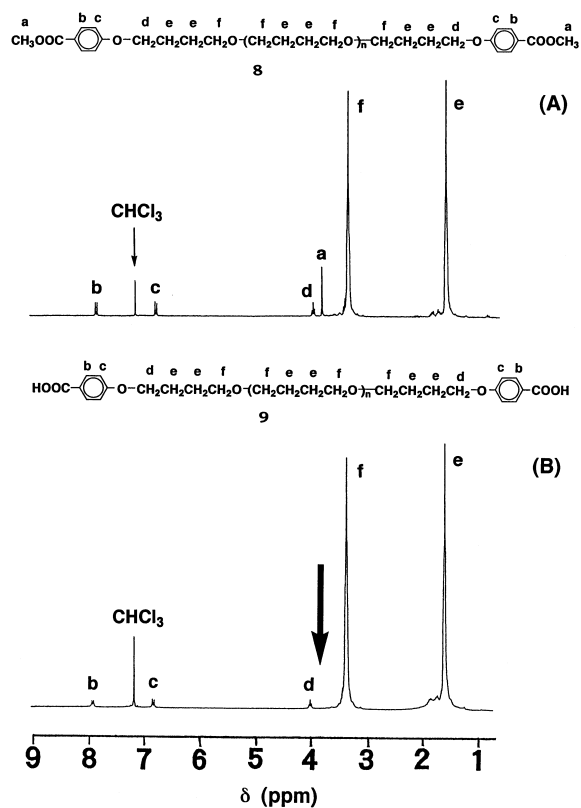 a b c d e e f f e e f f e e d c b a
CH₃OOC O CH₂CH₂CH₂CH₂O (CH₂CH₂CH₂CH₂O)ₙ CH₂CH₂CH₂CH₂ O COOCH₃
8
(A)
f e
CHCl₃
a
b c d
b c d e e f f e e f f e e d c b
HOOC O CH₂CH₂CH₂CH₂O (CH₂CH₂CH₂CH₂O)ₙ CH₂CH₂CH₂CH₂ O COOH
9
(B)
f e
CHCl₃
b c d
9 8 7 6 5 4 3 2 1
δ (ppm)